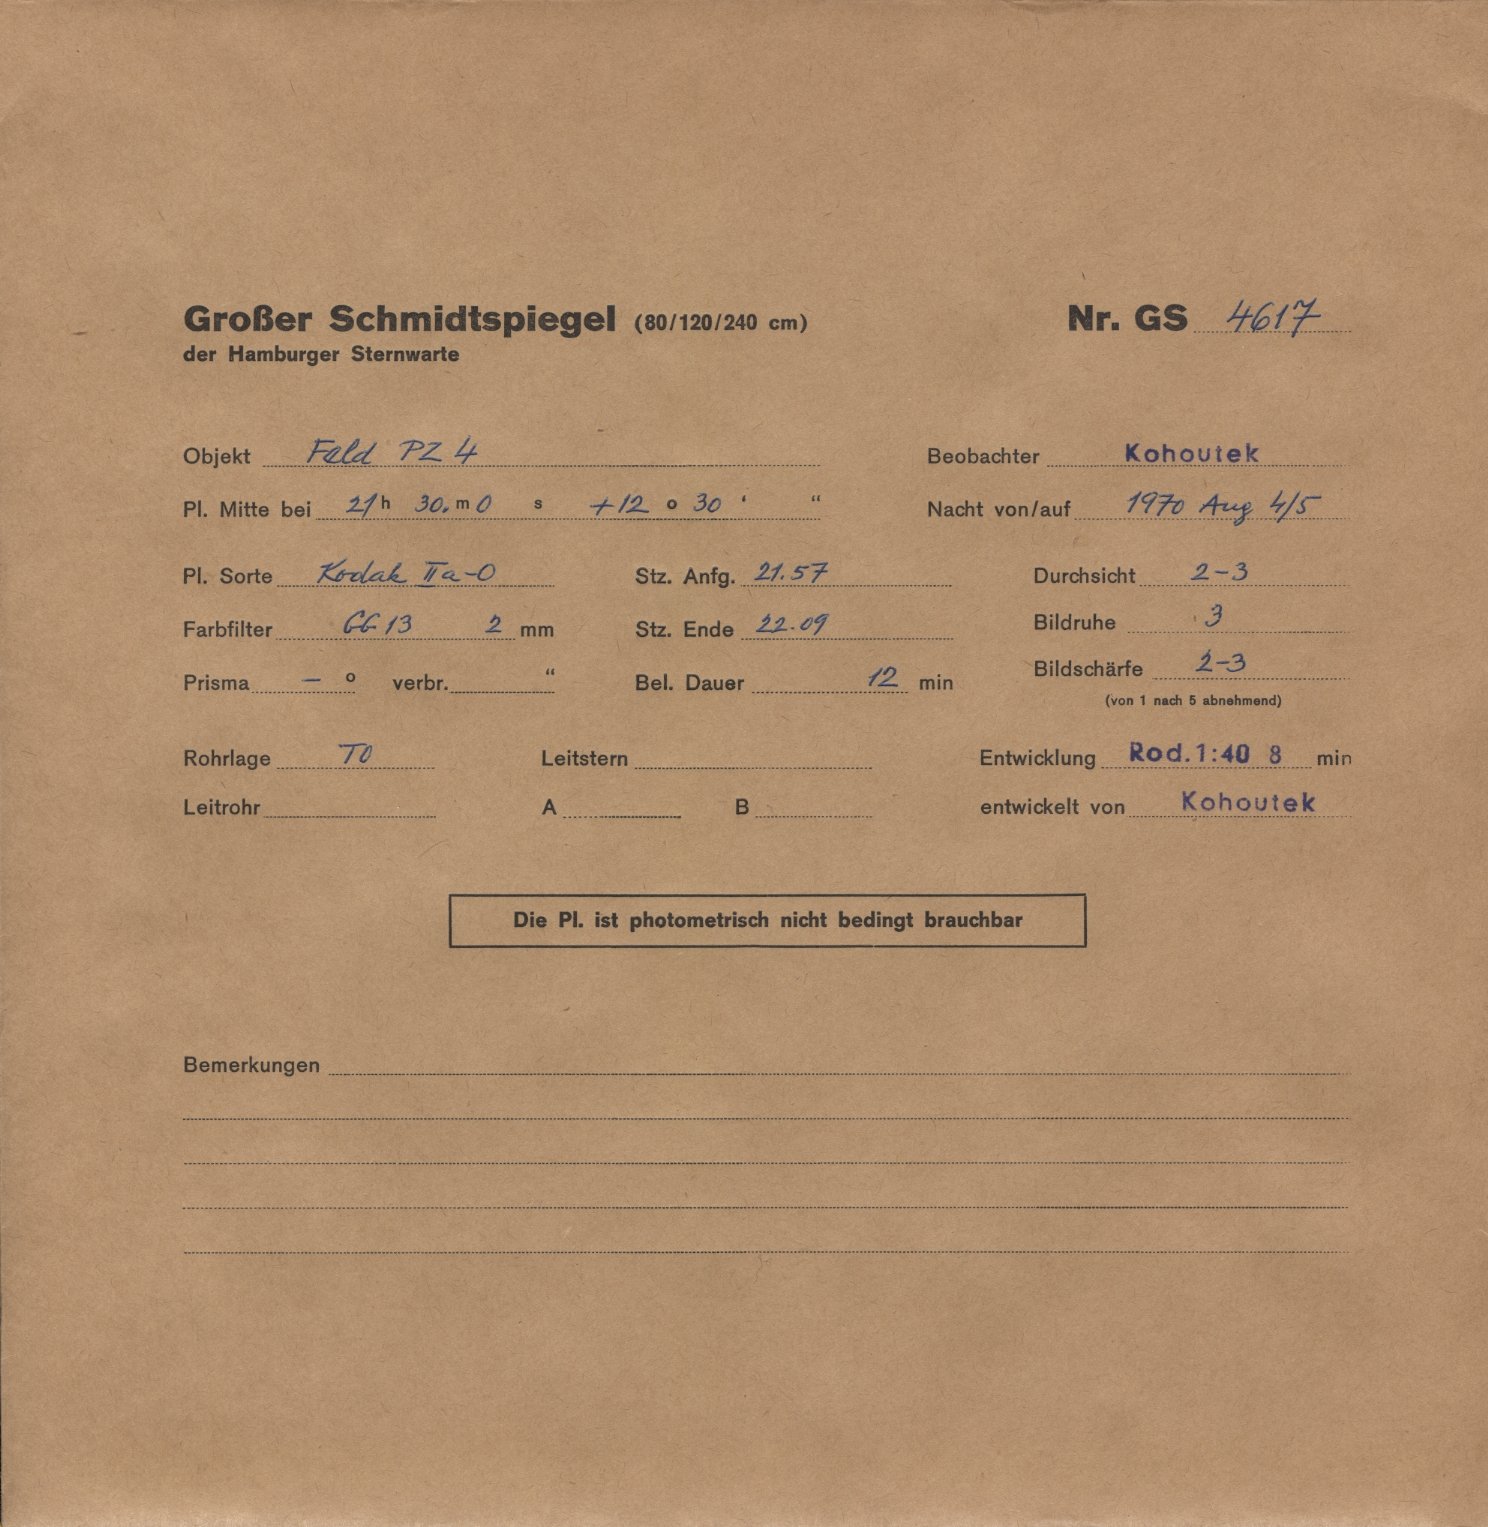 Großer Schmidtspiegel (80/120/240 cm) Nr. GS 4617
der Hamburger Sternwarte
Objekt Feld PZ 4 Beobachter Kohoutek
Pl. Mitte bei 21 h 30. m 0 s +12 o 30 ‘ “ Nacht von/auf 1970 Aug 4/5
Pl. Sorte Kodak IIa-O Stz. Anfg. 21.57 Durchsicht 2-3
Farbfilter GG 13 2 mm Stz. Ende 22.09 Bildruhe 3
Prisma – o verbr. “ Bel. Dauer 12 min Bildschärfe 2-3
(von 1 nach 5 abnehmend)
Rohrlage TO Leitstern Entwicklung Rod. 1:40 8 min
Leitrohr A B entwickelt von Kohoutek
Die Pl. ist photometrisch nicht bedingt brauchbar
Bemerkungen